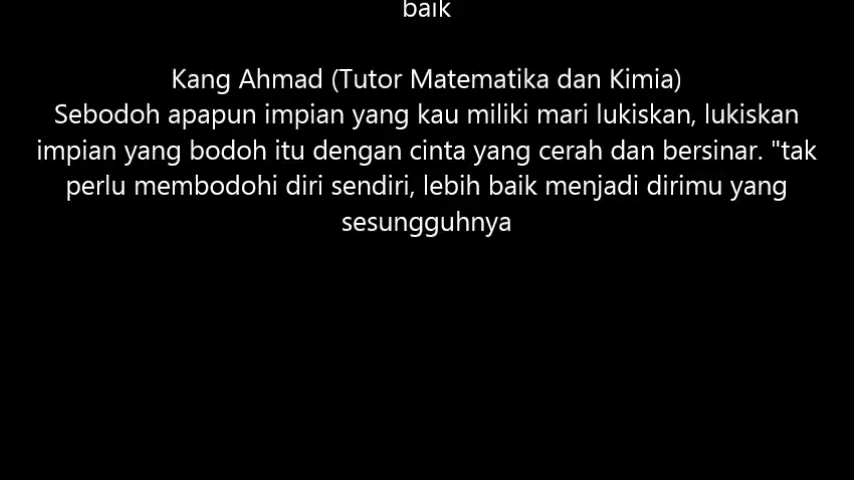 baik
Kang Ahmad (Tutor Matematika dan Kimia)
Sebodoh apapun impian yang kau miliki mari lukiskan, lukiskan
impian yang bodoh itu dengan cinta yang cerah dan bersinar. "tak
perlu membodohi diri sendiri, lebih baik menjadi dirimu yang
sesungguhnya